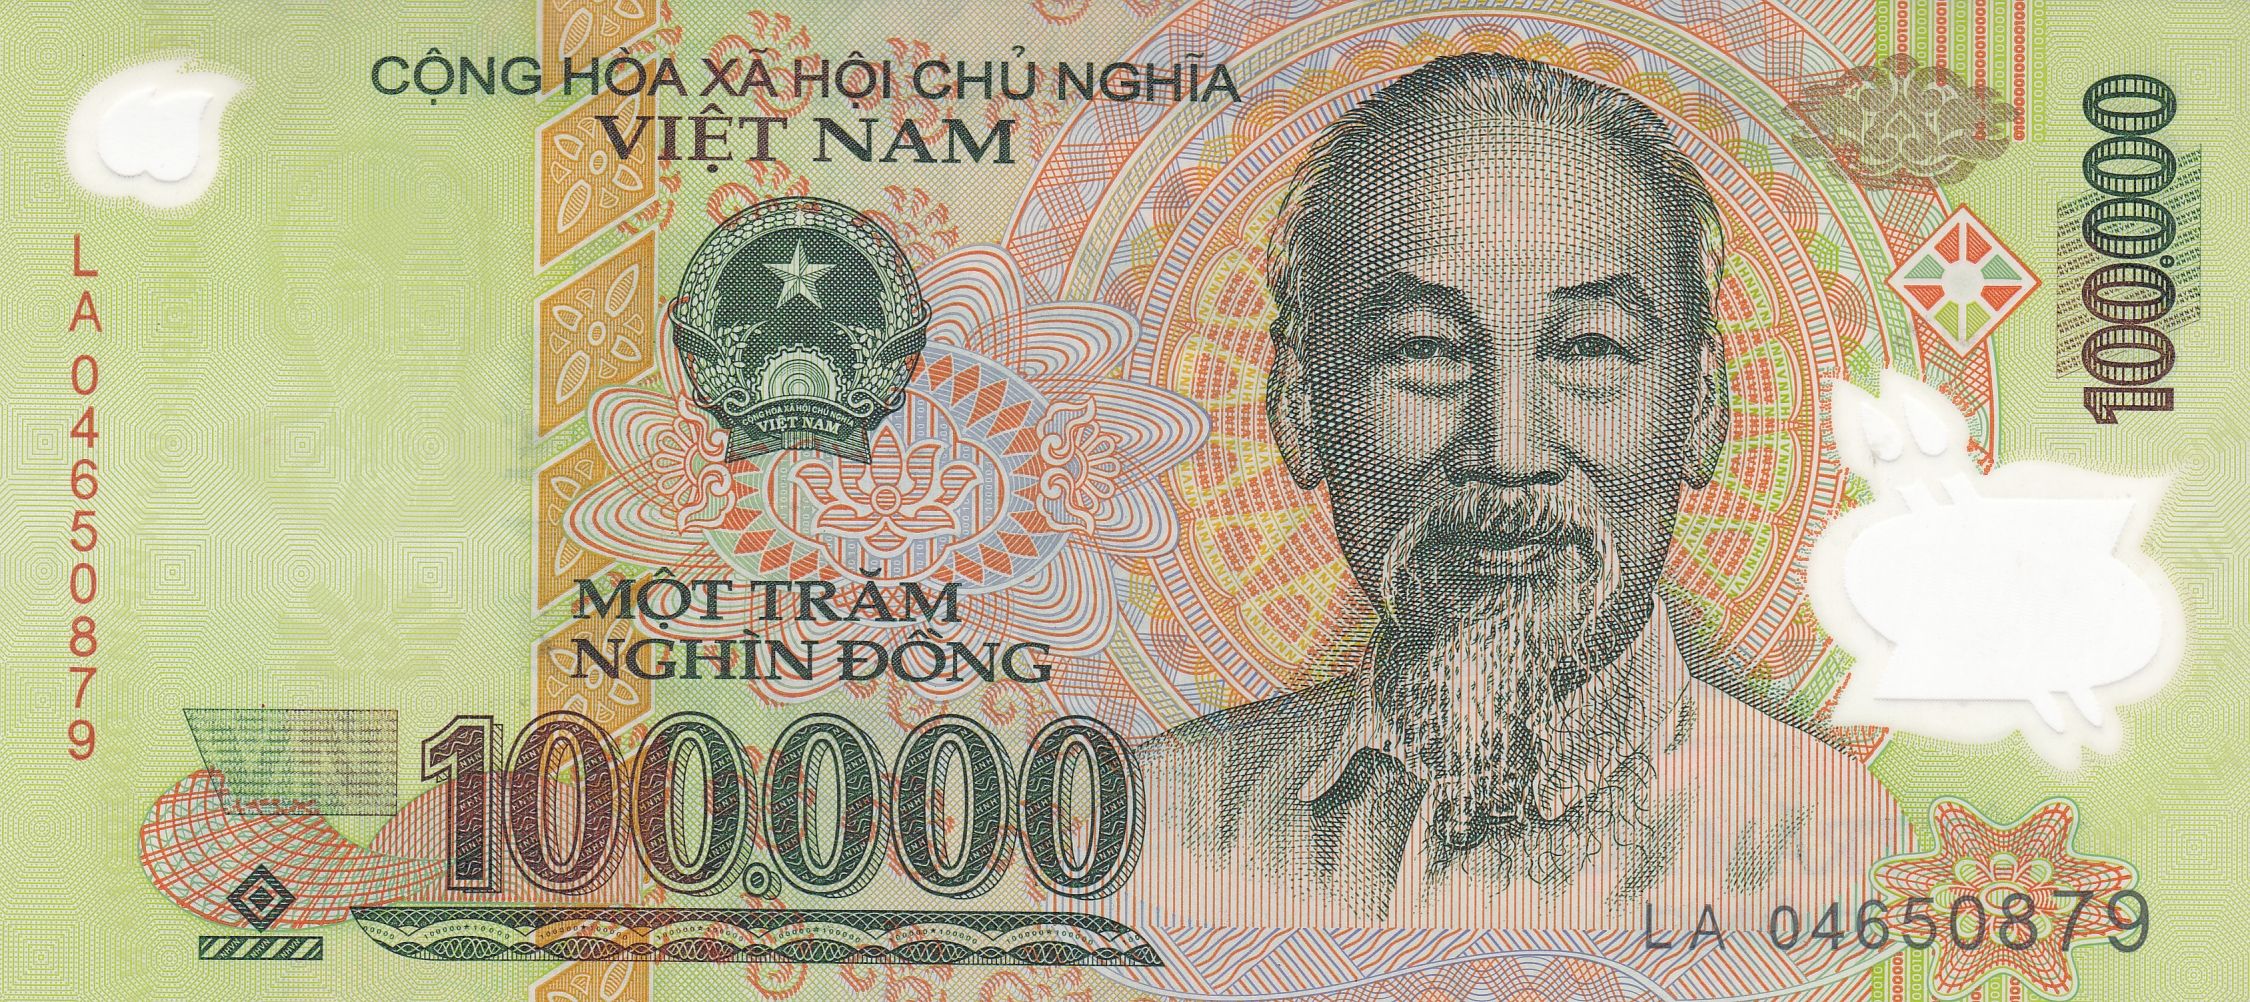 CỘNG HÒA XÃ HỘI CHỦ NGHĨA
VIỆT NAM
100.000
LA 04650879
CỘNG HÒA XÃ HỘI CHỦ NGHĨA
VIỆT NAM
MỘT TRĂM
NGHÌN ĐỒNG
100.000
LA 04650879